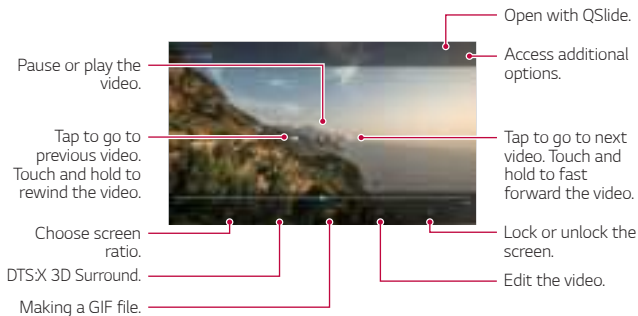 Open with QSlide.
Access additional
options.
Pause or play the
video.
Tap to go to
previous video.
Touch and hold to
rewind the video.
Tap to go to next
video. Touch and
hold to fast
forward the video.
Choose screen
ratio.
Lock or unlock the
screen.
DTS:X 3D Surround.
Edit the video.
Making a GIF file.